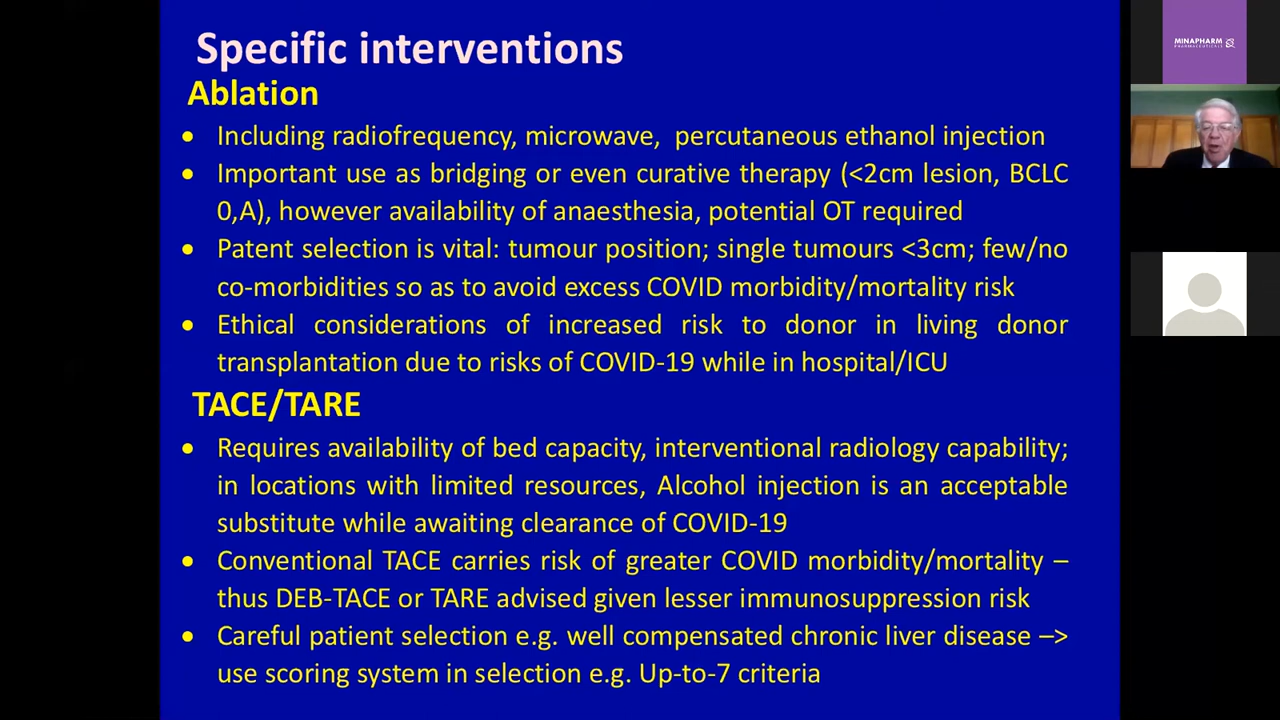 Specific interventions
Ablation
• Including radiofrequency, microwave, percutaneous ethanol injection
• Important use as bridging or even curative therapy (<2cm lesion, BCLC
0,A), however availability of anaesthesia, potential OT required
• Patent selection is vital: tumour position; single tumours <3cm; few/no
co-morbidities so as to avoid excess COVID morbidity/mortality risk
• Ethical considerations of increased risk to donor in living donor
transplantation due to risks of COVID-19 while in hospital/ICU
TACE/TARE
• Requires availability of bed capacity, interventional radiology capability;
in locations with limited resources, Alcohol injection is an acceptable
substitute while awaiting clearance of COVID-19
• Conventional TACE carries risk of greater COVID morbidity/mortality –
thus DEB-TACE or TARE advised given lesser immunosuppression risk
• Careful patient selection e.g. well compensated chronic liver disease –>
use scoring system in selection e.g. Up-to-7 criteria
MINAPHARM
PHARMACEUTICALS